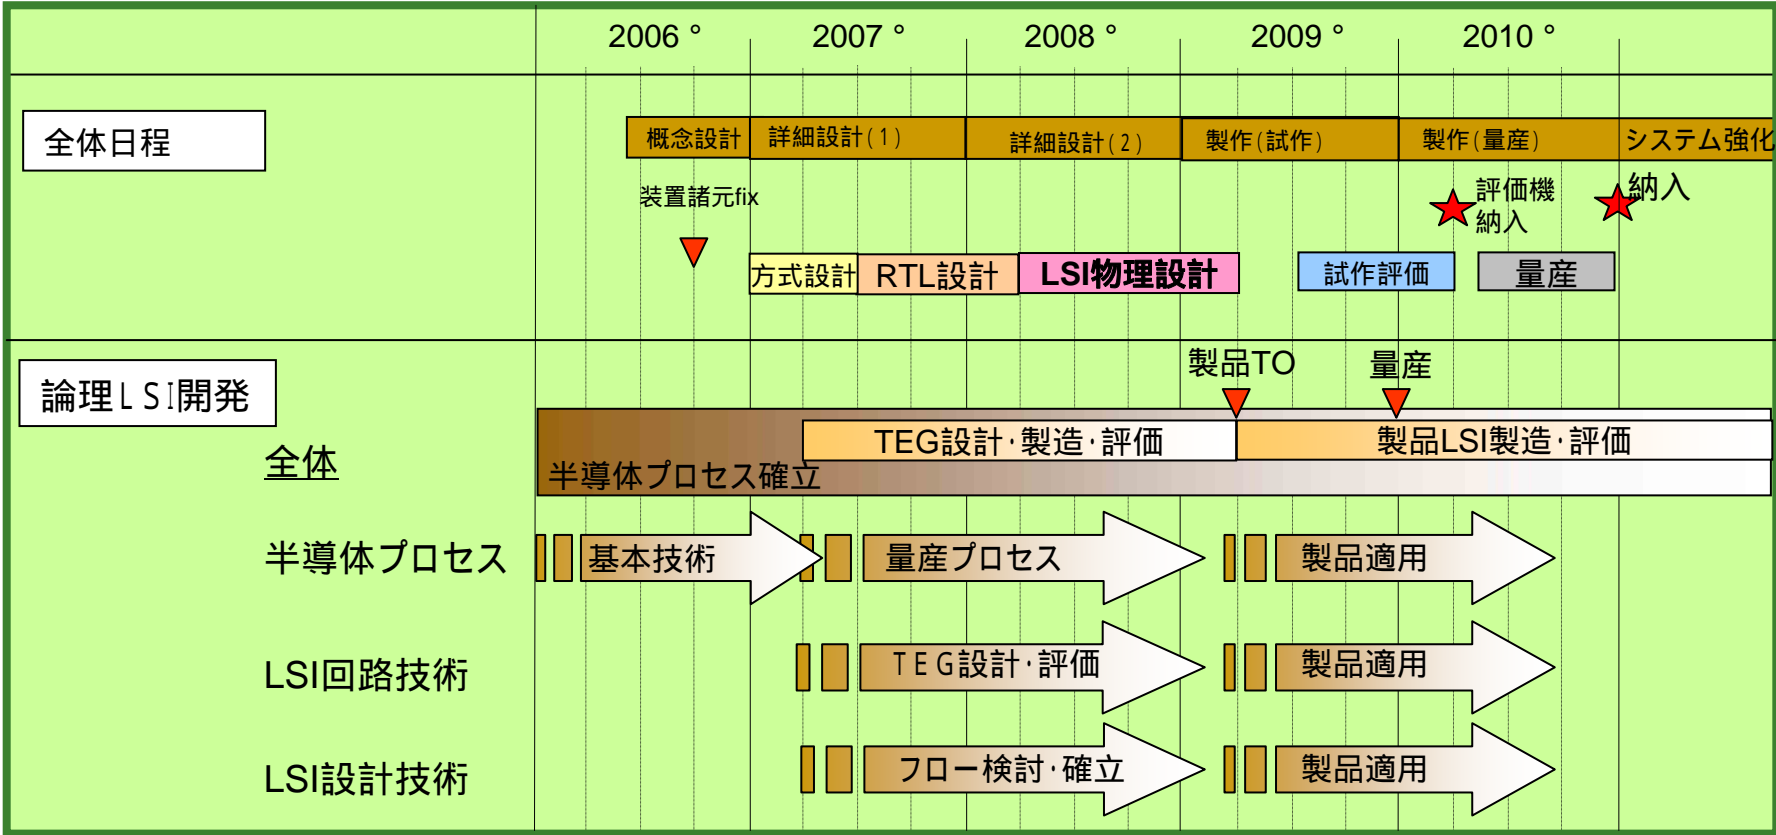 2006 °
2007 °
2008 °
2009 °
2010 °
全体日程
概念設計
詳細設計(1)
詳細設計(2)
製作(試作)
製作(量産)
システム強化
装置諸元fix
評価機
納入
納入
方式設計
RTL設計
LSI物理設計
試作評価
量産
論理LSI開発
製品TO
量産
全体
TEG設計・製造・評価
製品LSI製造・評価
半導体プロセス確立
半導体プロセス
基本技術
量産プロセス
製品適用
LSI回路技術
TEG設計・評価
製品適用
LSI設計技術
フロー検討・確立
製品適用